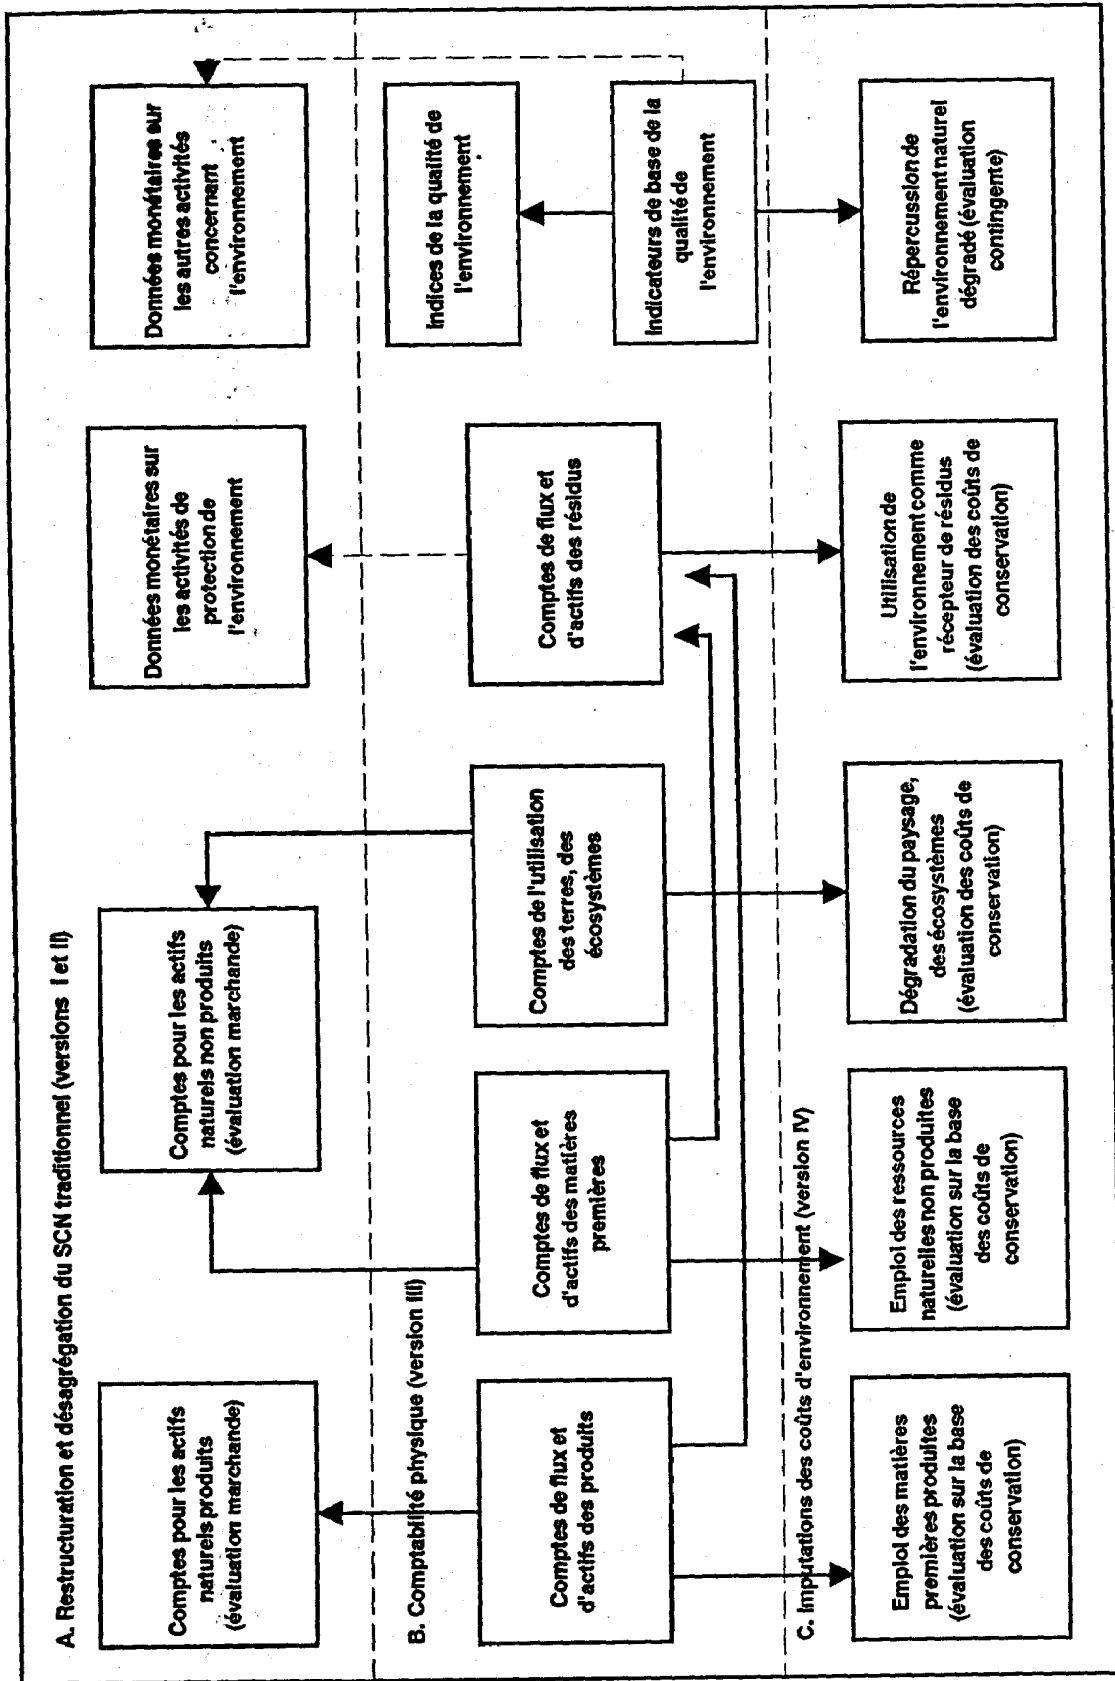 A. Restructuration et désagrégation du SCN traditionnel (versions I et II)
Comptes pour les actifs
naturels produits
(évaluation marchande)
Comptes pour les actifs
naturels non produits
(évaluation marchande)
Données monétaires sur
les activités de
protection de
l'environnement
Données monétaires sur
les autres activités
concernant
l'environnement
B. Comptabilité physique (version III)
Comptes de flux et
d'actifs des produits
Comptes de flux et
d'actifs des matières
premières
Comptes de l'utilisation
des terres, des
écosystèmes
Comptes de flux et
d'actifs des résidus
Indices de la qualité de
l'environnement
Indicateurs de base de la
qualité de
l'environnement
C. Imputations des coûts d'environnement (version IV)
Emploi des matières
premières produites
(évaluation sur la base
des coûts de
conservation)
Emploi des ressources
naturelles non produites
(évaluation sur la base
des coûts de
conservation)
Dégradation du paysage,
des écosystèmes
(évaluation des coûts de
conservation)
Utilisation de
l'environnement comme
récepteur de résidus
(évaluation des coûts de
conservation)
Répercussion de
l'environnement naturel
dégradé (évaluation
contingente)